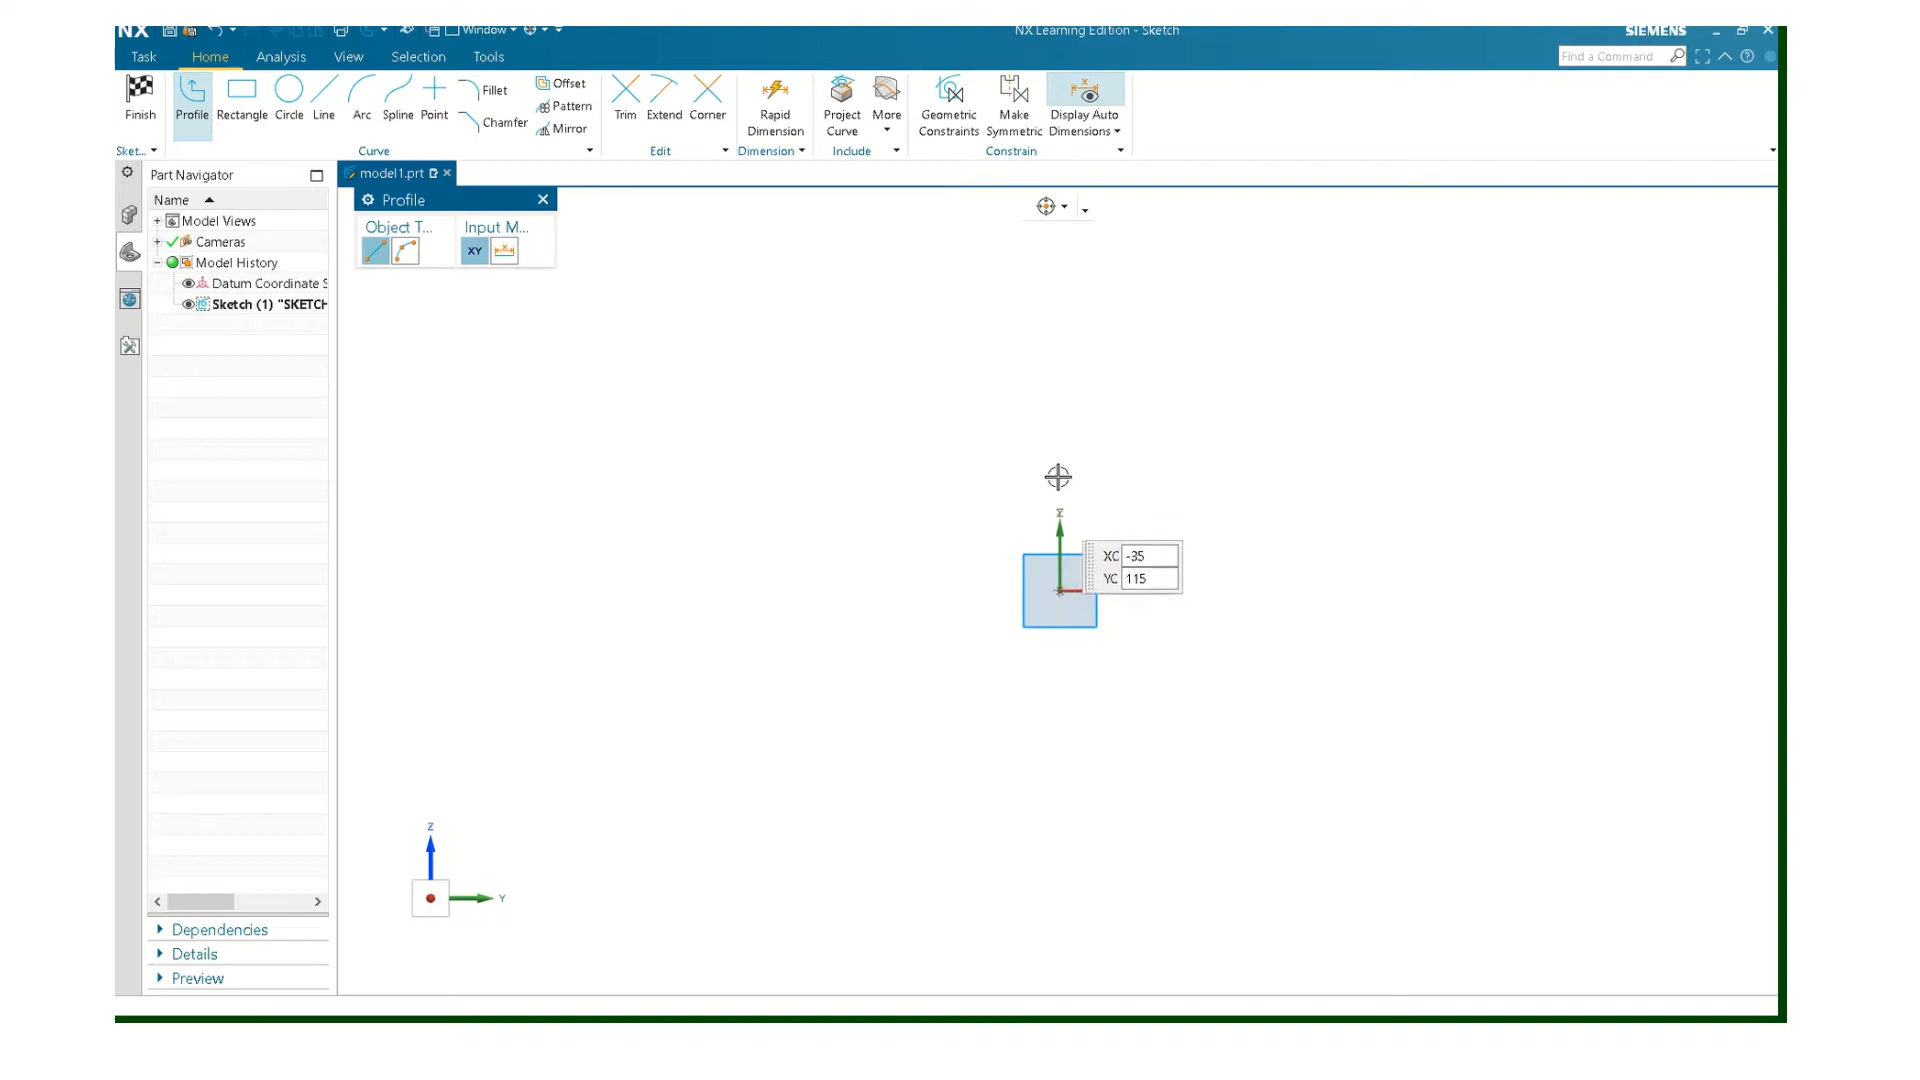 NX Window NX Learning Edition - Sketch SIEMENS
Task Home Analysis View Selection Tools Find a Command
Finish Profile Rectangle Circle Line Arc Spline Point Fillet Chamfer Offset Pattern Mirror Trim Extend Corner Rapid Dimension Project Curve More Geometric Constraints Make Symmetric Display Auto Dimensions
Sket... Curve Edit Dimension Include Constrain
Part Navigator
model1.prt
Name
Profile
Model Views
Object T... Input M...
Cameras
XY
Model History
Datum Coordinate S
Sketch (1) "SKETCH
Z
XC -35
YC 115
Z
Y
Dependencies
Details
Preview